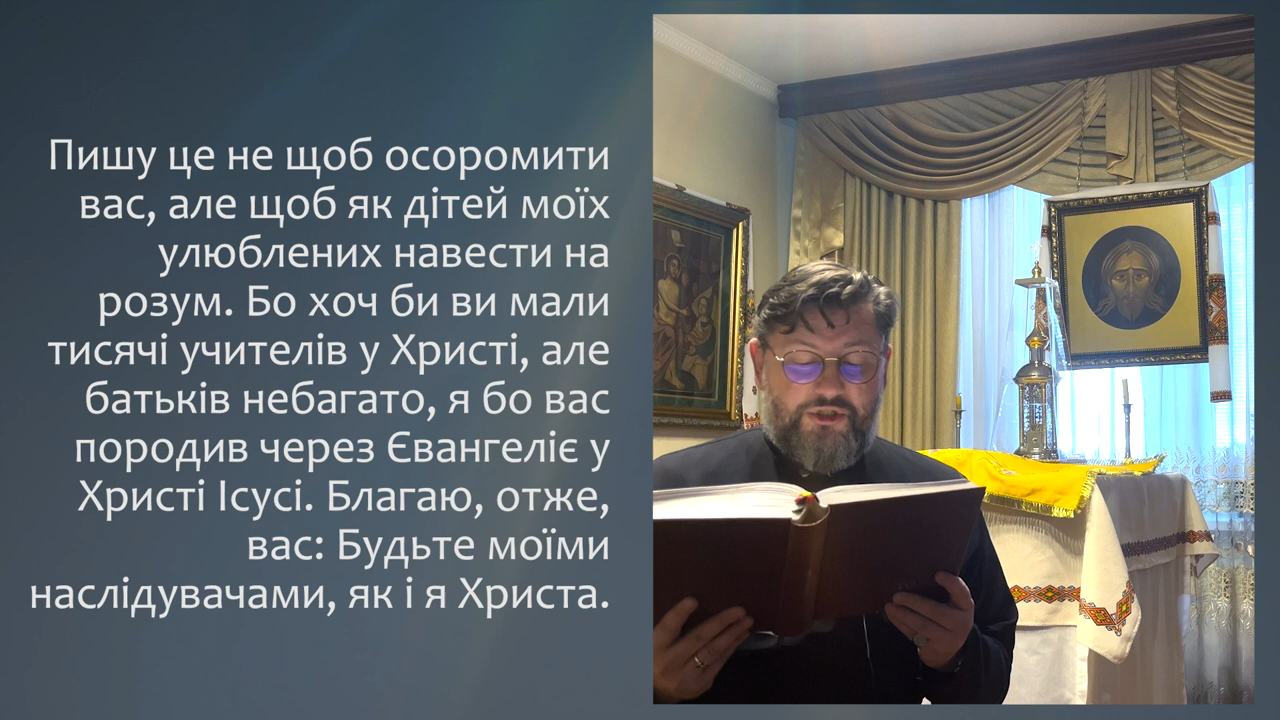 Пишу це не щоб осоромити
вас, але щоб як дітей моїх
улюблених навести на
розум. Бо хоч би ви мали
тисячі учителів у Христі, але
батьків небагато, я бо вас
породив через Євангеліє у
Христі Ісусі. Благаю, отже,
вас: Будьте моїми
наслідувачами, як і я Христа.